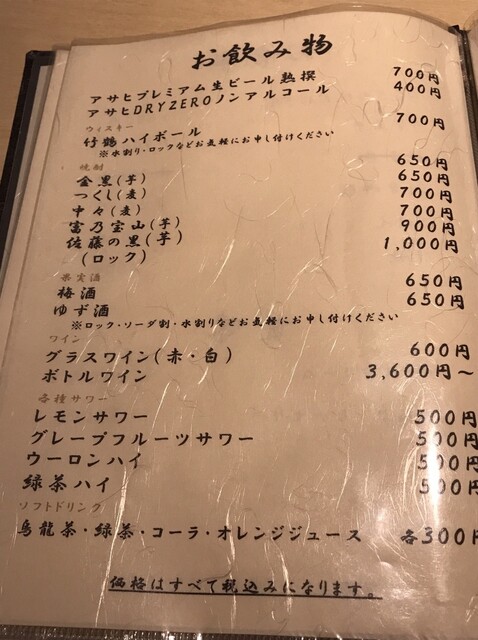 お飲み物
アサヒプレミアム生ビール熟撰 700円
アサヒDRYZEROノンアルコール 400円
ウィスキー
竹鶴ハイボール 700円
※水割り・ロックなどお気軽にお申し付けください
焼酎
金黒(芋) 650円
つくし(麦) 650円
中々(麦) 700円
富乃宝山(芋) 700円
佐藤の黒(芋) 900円
(ロック) 1,000円
果実酒
梅酒 650円
ゆず酒 650円
※ロック・ソーダ割・水割りなどお気軽にお申し付けください
ワイン
グラスワイン(赤・白) 600円
ボトルワイン 3,600円〜
各種サワー
レモンサワー 500円
グレープフルーツサワー 500円
ウーロンハイ 500円
緑茶ハイ 500円
ソフトドリンク
烏龍茶・緑茶・コーラ・オレンジジュース 各300円
価格はすべて税込みになります。